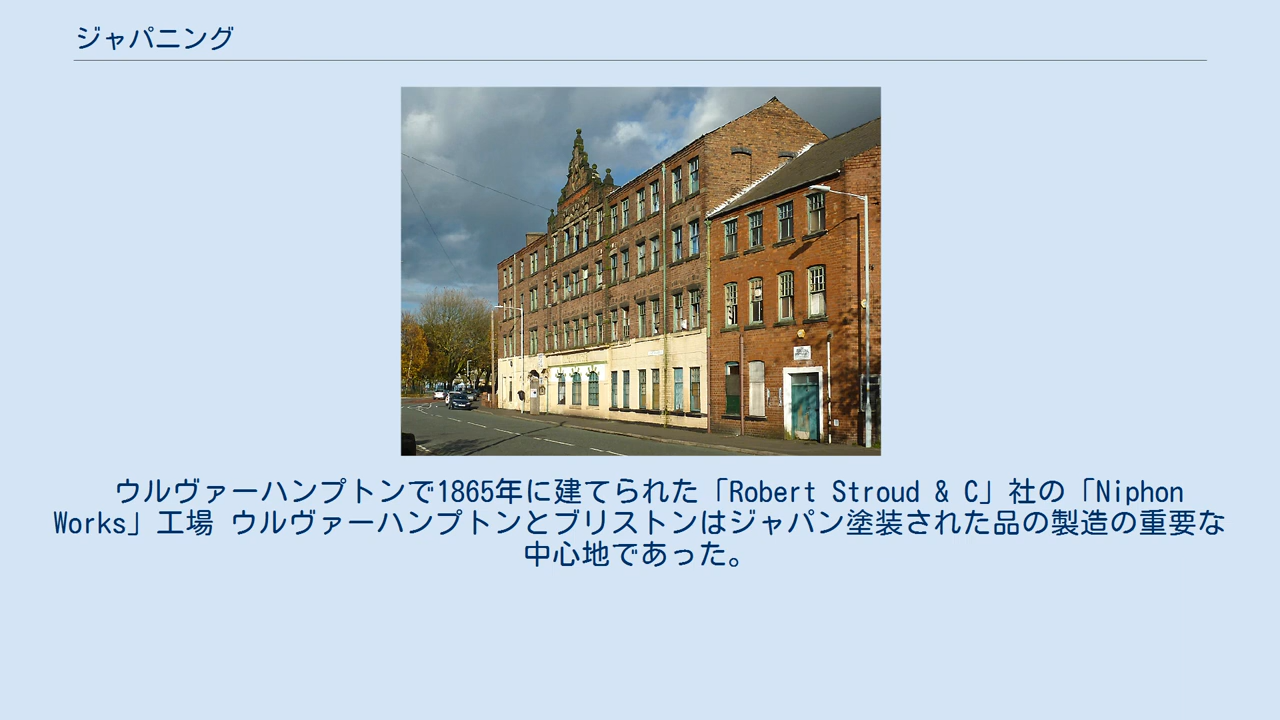 ジャパニング
ウルヴァーハンプトンで1865年に建てられた「Robert Stroud & C」社の「Niphon
Works」工場 ウルヴァーハンプトンとブリストンはジャパン塗装された品の製造の重要な
中心地であった。